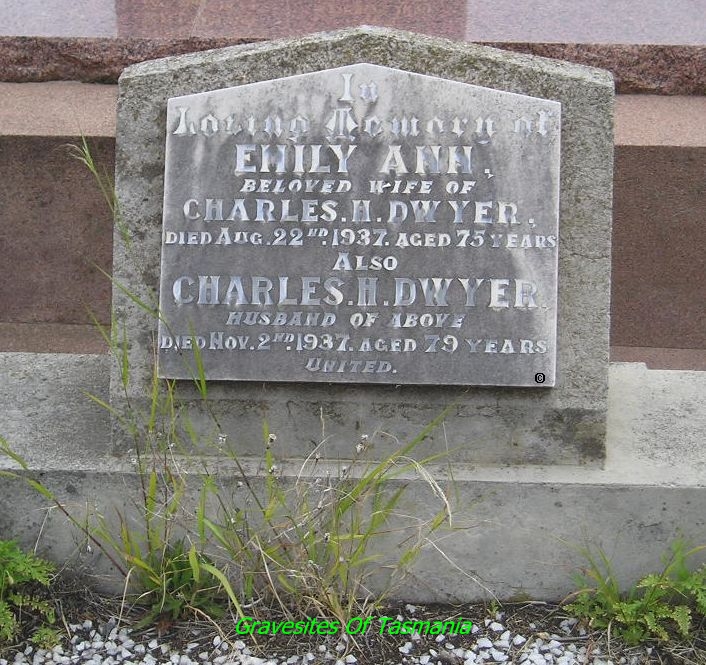 In
Loving Memory of
EMILY ANN,
BELOVED WIFE OF
CHARLES.H.DWYER,
DIED AUG. 22ND. 1937. AGED 75 YEARS
ALSO
CHARLES.H.DWYER
HUSBAND OF ABOVE
DIED NOV. 2ND. 1937. AGED 79 YEARS
UNITED.
Gravesites Of Tasmania